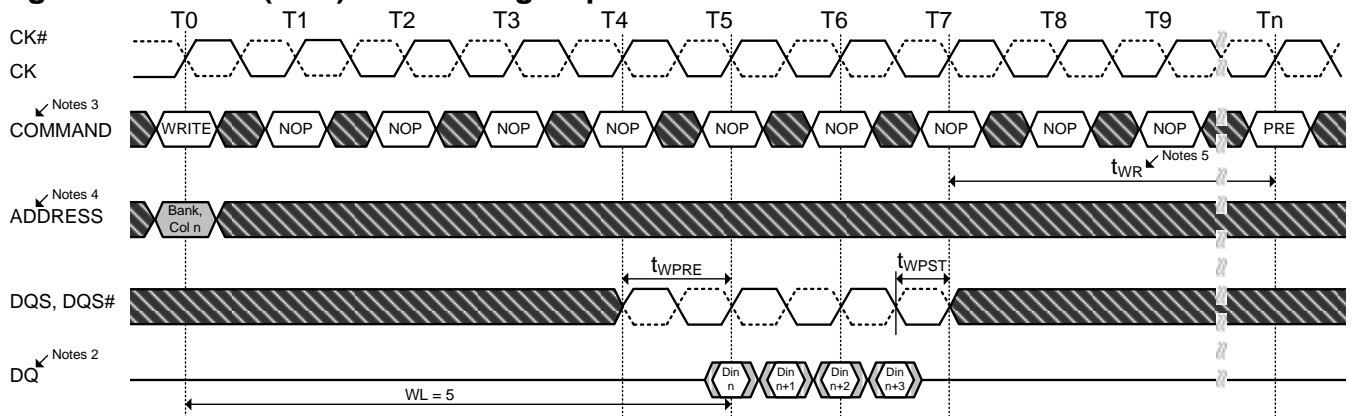 T0 T1 T2 T3 T4 T5 T6 T7 T8 T9 Tn
CK#
CK
Notes 3
COMMAND
WRITE NOP NOP NOP NOP NOP NOP NOP NOP NOP PRE
tWR
Notes 5
Notes 4
ADDRESS
Bank,
Col n
tWPRE
tWPST
DQS, DQS#
Notes 2
DQ
Din
n
Din
n+1
Din
n+2
Din
n+3
WL = 5